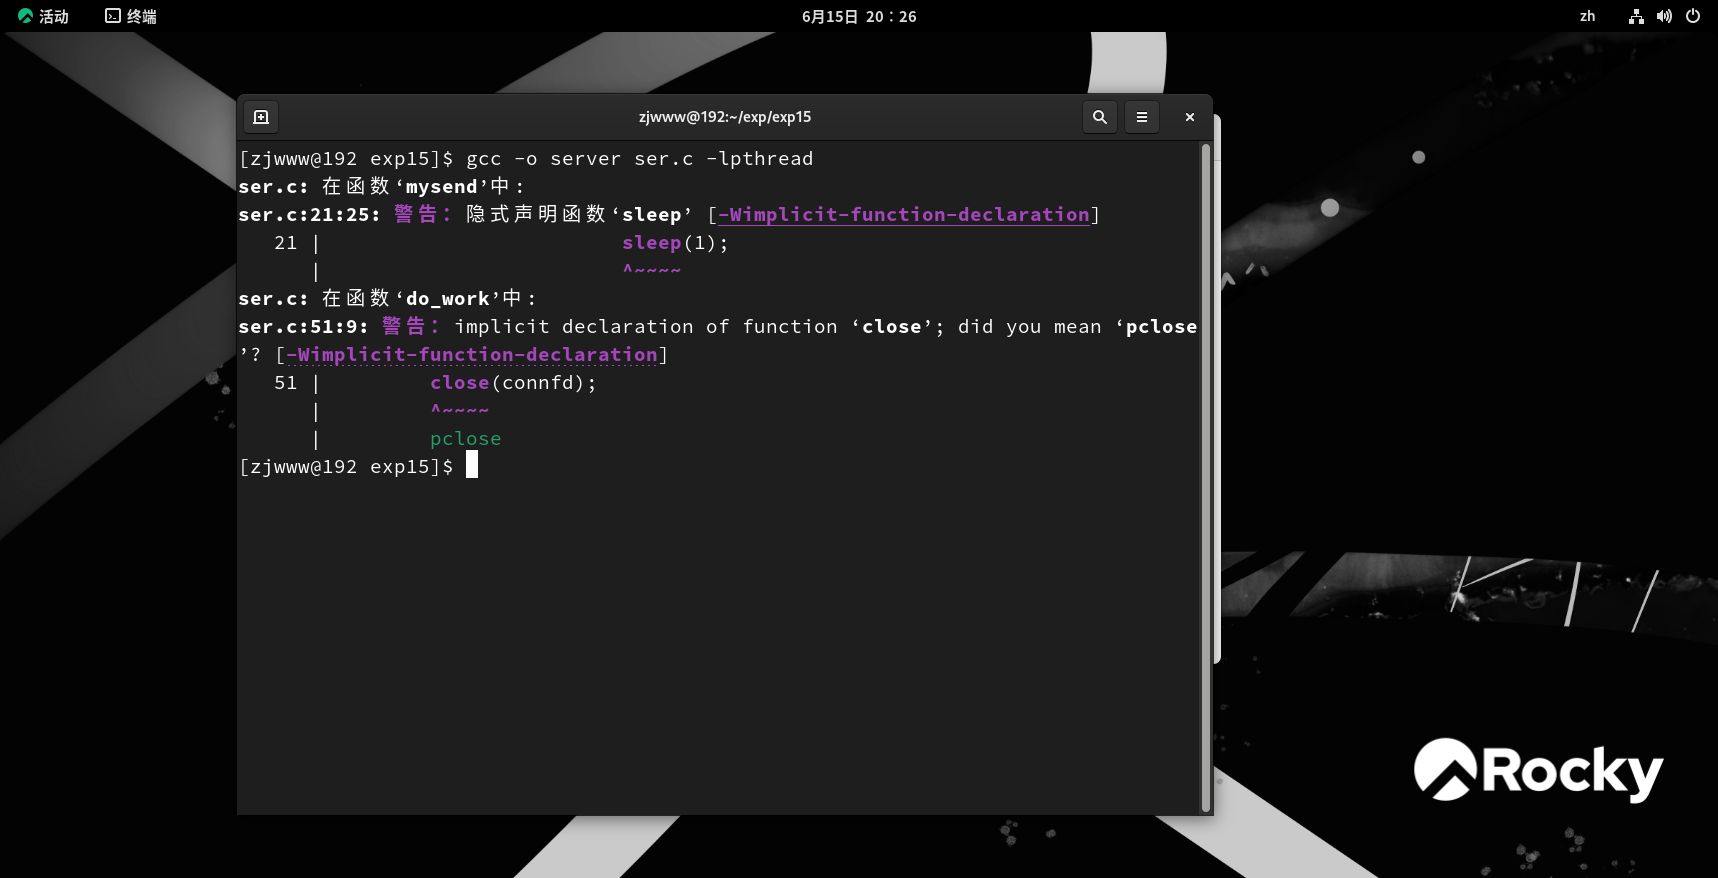 活动 终端 6月15日 20：26 zh
zjwww@192:~/exp/exp15
[zjwww@192 exp15]$ gcc -o server ser.c -lpthread
ser.c: 在函数‘mysend’中:
ser.c:21:25: 警告: 隐式声明函数‘sleep’ [-Wimplicit-function-declaration]
   21 |                         sleep(1);
      |                         ^~~~~
ser.c: 在函数‘do_work’中:
ser.c:51:9: 警告: implicit declaration of function ‘close’; did you mean ‘pclose
’? [-Wimplicit-function-declaration]
   51 |         close(connfd);
      |         ^~~~~
      |         pclose
[zjwww@192 exp15]$
Rocky